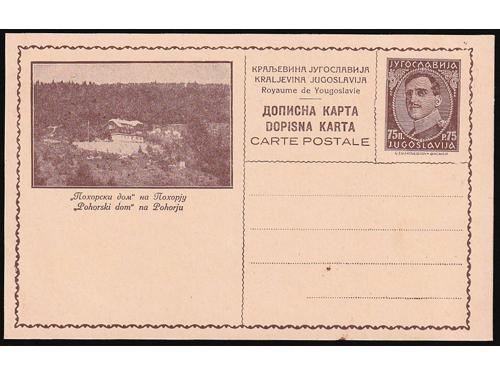 КРАЉЕВИНА ЈУГОСЛАВИЈА
KRALJEVINA JUGOSLAVIJA
Royaume de Yougoslavie
ДОПИСНА КАРТА
DOPISNA KARTA
CARTE POSTALE
ЈУГОСЛАВИЈА
75П. P.75
JUGOSLAVIJA
„Похорски дом“ на Похорју
„Pohorski dom“ na Pohorju